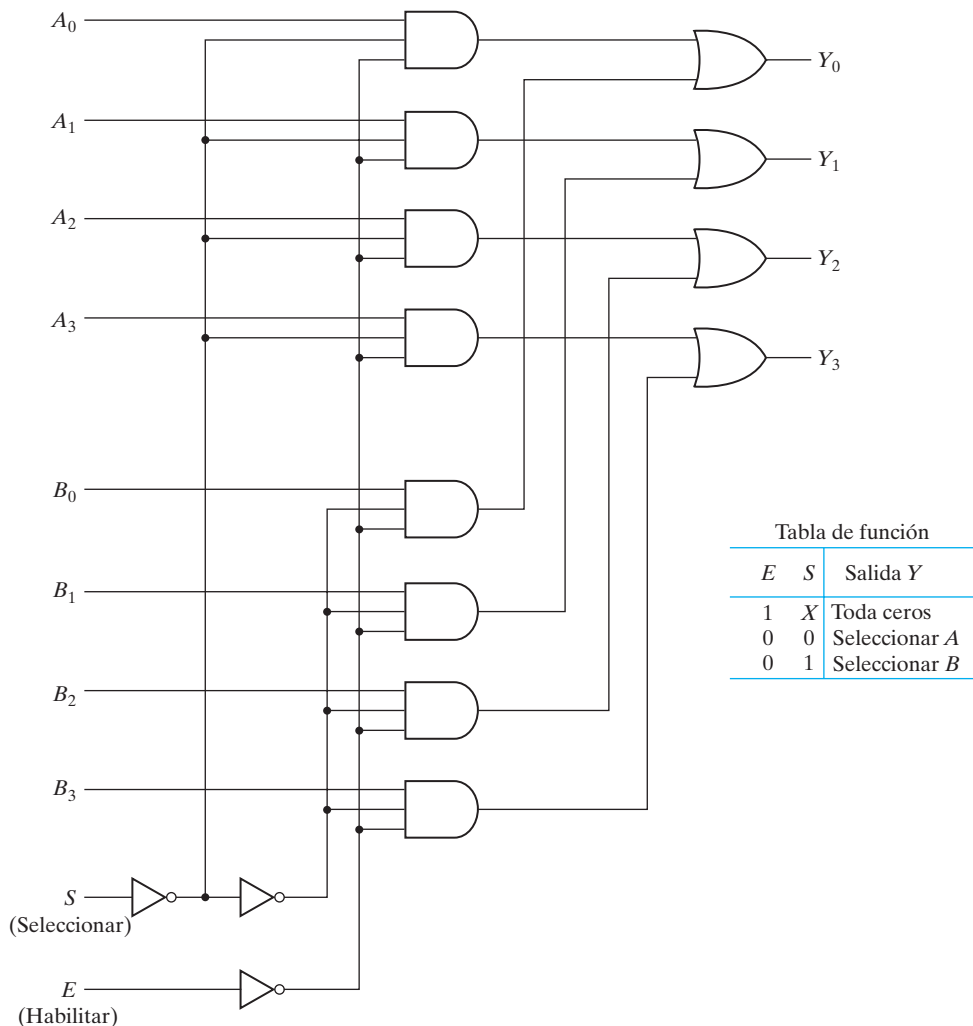 A0
Y0
A1
Y1
A2
Y2
A3
Y3
B0
B1
B2
B3
S
(Seleccionar)
E
(Habilitar)
Tabla de función
E S Salida Y
1 X Toda ceros
0 0 Seleccionar A
0 1 Seleccionar B